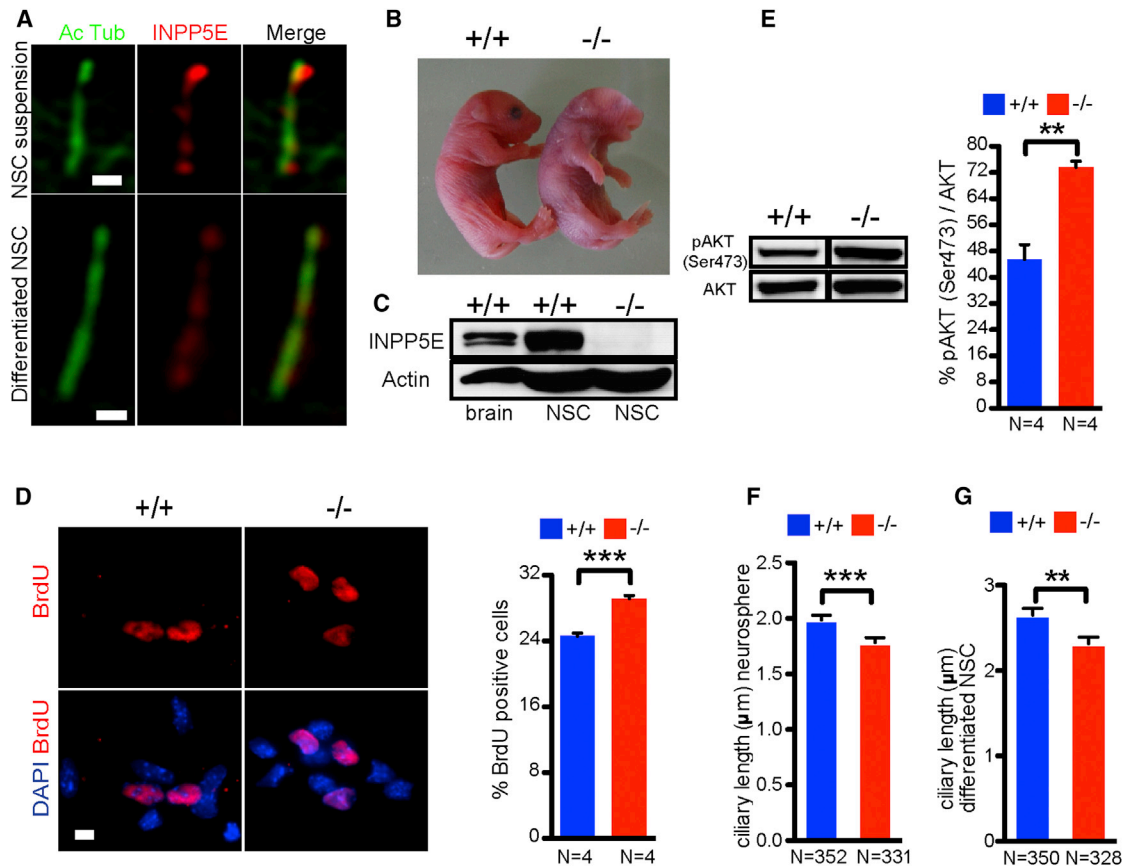 A
Ac Tub INPP5E Merge
NSC suspension
Differentiated NSC
B
+/+ -/-
C
+/+ +/+ -/-
INPP5E
Actin
brain NSC NSC
E
+/+ -/-
pAKT
(Ser473)
AKT
+/+ -/-
**
% pAKT (Ser473) / AKT
80
72
64
56
48
40
32
24
16
8
0
N=4 N=4
D
+/+ -/-
BrdU
DAPI BrdU
+/+ -/-
***
% BrdU positive cells
32
24
16
8
0
N=4 N=4
F
+/+ -/-
***
ciliary length (μm) neurosphere
2.5
2.0
1.5
1.0
0.5
0.0
N=352 N=331
G
+/+ -/-
**
ciliary length (μm)
differentiated NSC
3
2
1
0
N=350 N=328